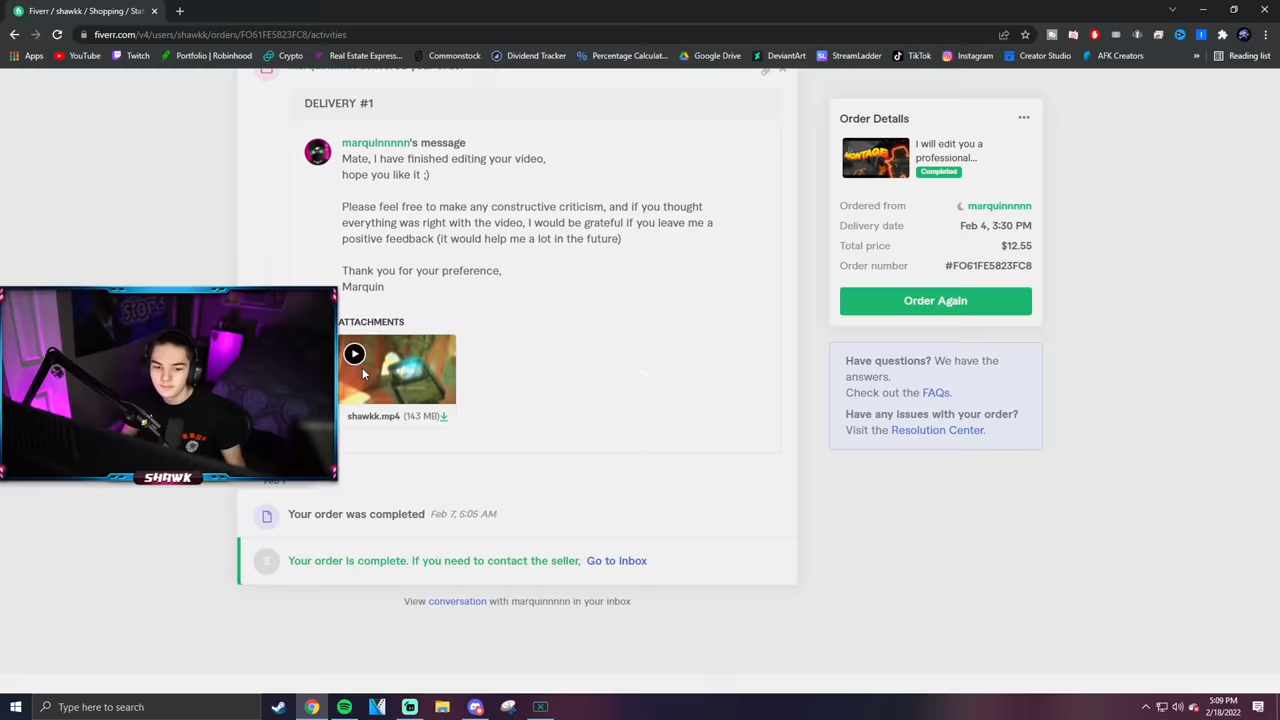 Fiverr / shawkk / Shopping / Stat
fiverr.com/v4/users/shawkk/orders/FO61FE5823FC8/activities
Apps
YouTube
Twitch
Portfolio | Robinhood
Crypto
Real Estate Express...
Commonstock
Dividend Tracker
Percentage Calculat...
Google Drive
DeviantArt
StreamLadder
TikTok
Instagram
Creator Studio
AFK Creators
Reading list
DELIVERY #1
marquinnnnn's message
Mate, I have finished editing your video,
hope you like it ;)
Please feel free to make any constructive criticism, and if you thought
everything was right with the video, I would be grateful if you leave me a
positive feedback (it would help me a lot in the future)
Thank you for your preference,
Marquin
ATTACHMENTS
shawkk.mp4 (143 MB)
Your order was completed Feb 7, 5:05 AM
S
Your order is complete. If you need to contact the seller, Go to inbox
View conversation with marquinnnnn in your inbox
Order Details
MONTAGE
I will edit you a
professional...
Completed
Ordered from marquinnnnn
Delivery date Feb 4, 3:30 PM
Total price $12.55
Order number #FO61FE5823FC8
Order Again
Have questions? We have the
answers.
Check out the FAQs.
Have any issues with your order?
Visit the Resolution Center.
SHAWK
Type here to search
5:09 PM
2/18/2022